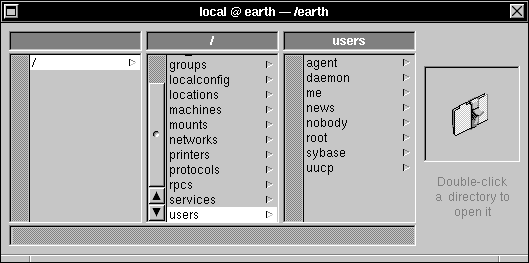 local @ earth — /earth
/
users
/
groups
localconfig
locations
machines
mounts
networks
printers
protocols
rpcs
services
users
agent
daemon
me
news
nobody
root
sybase
uucp
Double-click
a directory to
open it